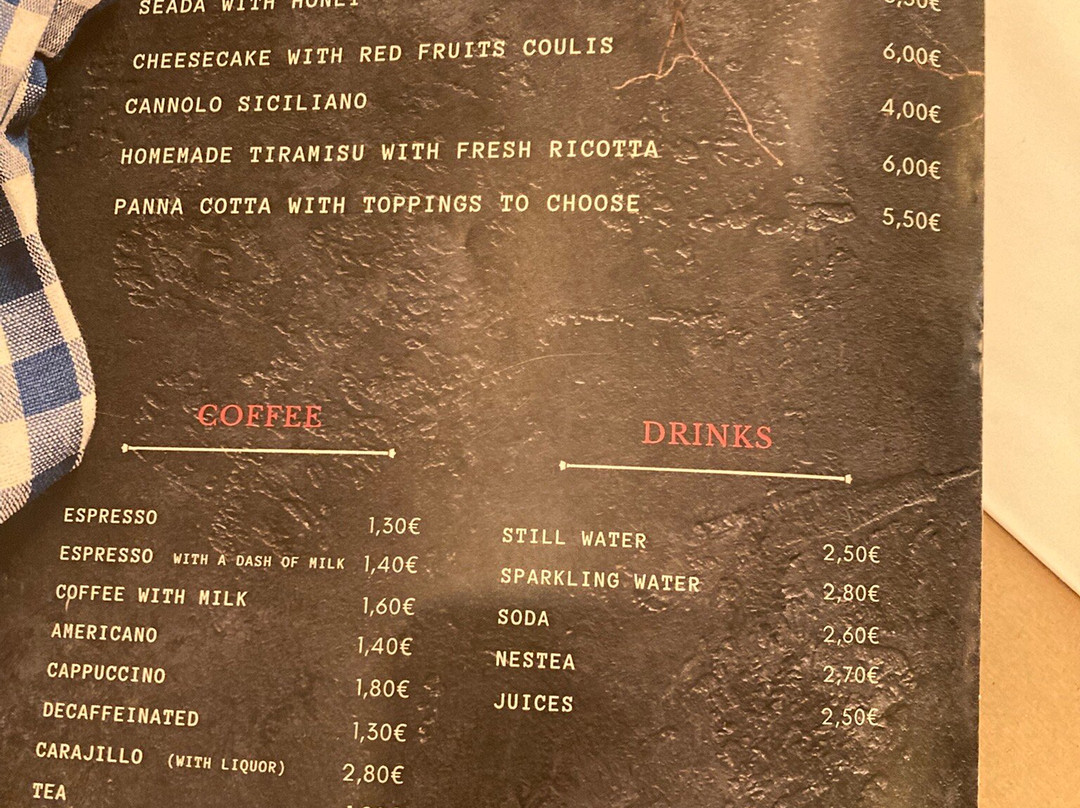 SEADA WITH HONEY
CHEESECAKE WITH RED FRUITS COULIS 6,00€
CANNOLO SICILIANO 4,00€
HOMEMADE TIRAMISU WITH FRESH RICOTTA 6,00€
PANNA COTTA WITH TOPPINGS TO CHOOSE 5,50€
COFFEE
ESPRESSO 1,30€
ESPRESSO WITH A DASH OF MILK 1,40€
COFFEE WITH MILK 1,60€
AMERICANO 1,40€
CAPPUCCINO 1,80€
DECAFFEINATED 1,30€
CARAJILLO (WITH LIQUOR) 2,80€
TEA
DRINKS
STILL WATER 2,50€
SPARKLING WATER 2,80€
SODA 2,60€
NESTEA 2,70€
JUICES 2,50€